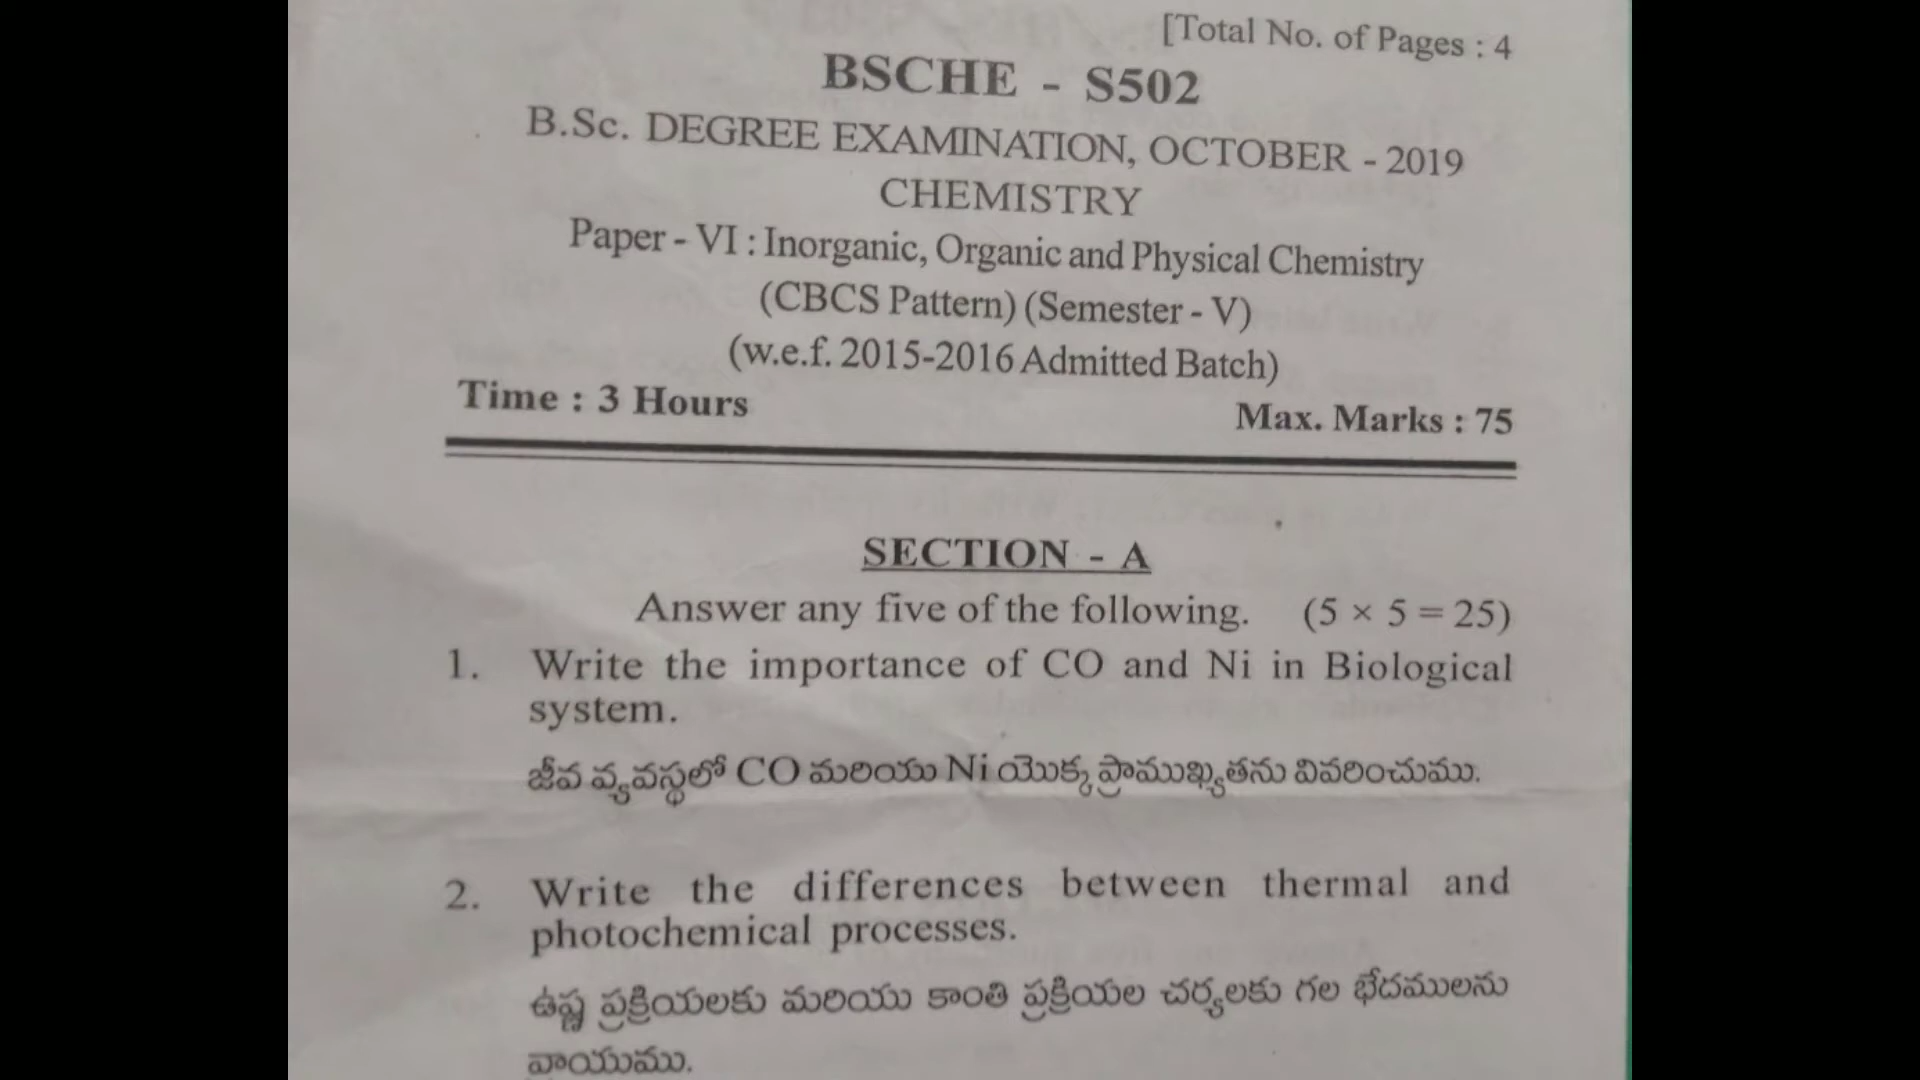 [Total No. of Pages : 4
BSCHE - S502
B.Sc. DEGREE EXAMINATION, OCTOBER - 2019
CHEMISTRY
Paper - VI : Inorganic, Organic and Physical Chemistry
(CBCS Pattern) (Semester - V)
(w.e.f. 2015-2016 Admitted Batch)
Time : 3 Hours Max. Marks : 75
SECTION - A
Answer any five of the following. (5 × 5 = 25)
1. Write the importance of CO and Ni in Biological
system.
జీవ వ్యవస్థలో CO మరియు Ni యొక్క ప్రాముఖ్యతను వివరించుము.
2. Write the differences between thermal and
photochemical processes.
ఉష్ణ ప్రక్రియలకు మరియు కాంతి ప్రక్రియల చర్యలకు గల భేదములను
వ్రాయుము.